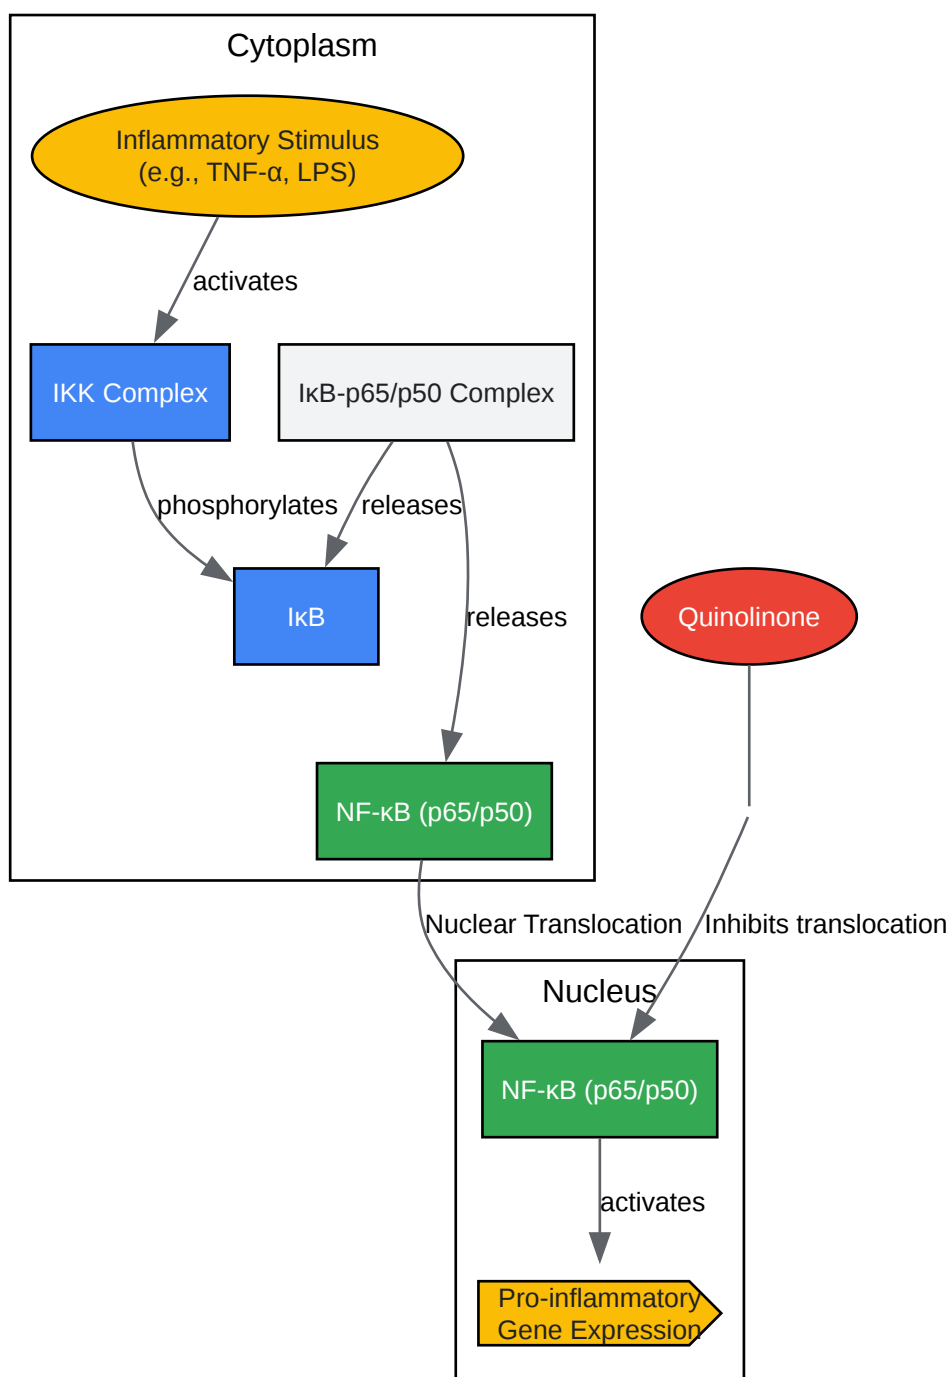 Cytoplasm
Inflammatory Stimulus
(e.g., TNF-α, LPS)
activates
IKK Complex
IκB-p65/p50 Complex
phosphorylates
releases
IκB
releases
Quinolinone
NF-κB (p65/p50)
Nuclear Translocation
Inhibits translocation
Nucleus
NF-κB (p65/p50)
activates
Pro-inflammatory
Gene Expression